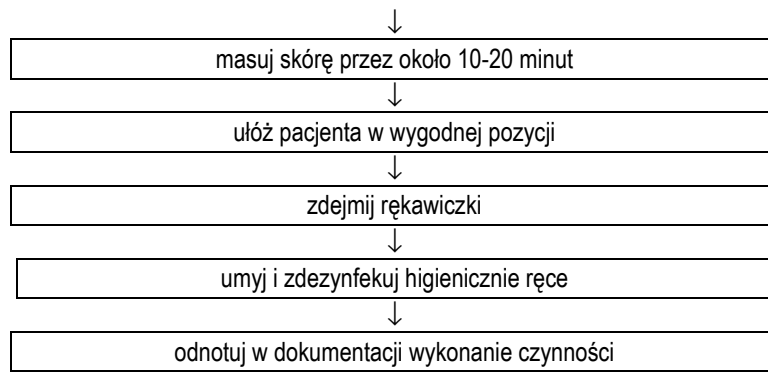 ↓
masuj skórę przez około 10-20 minut
↓
ułóż pacjenta w wygodnej pozycji
↓
zdejmij rękawiczki
↓
umyj i zdezynfekuj higienicznie ręce
↓
odnotuj w dokumentacji wykonanie czynności